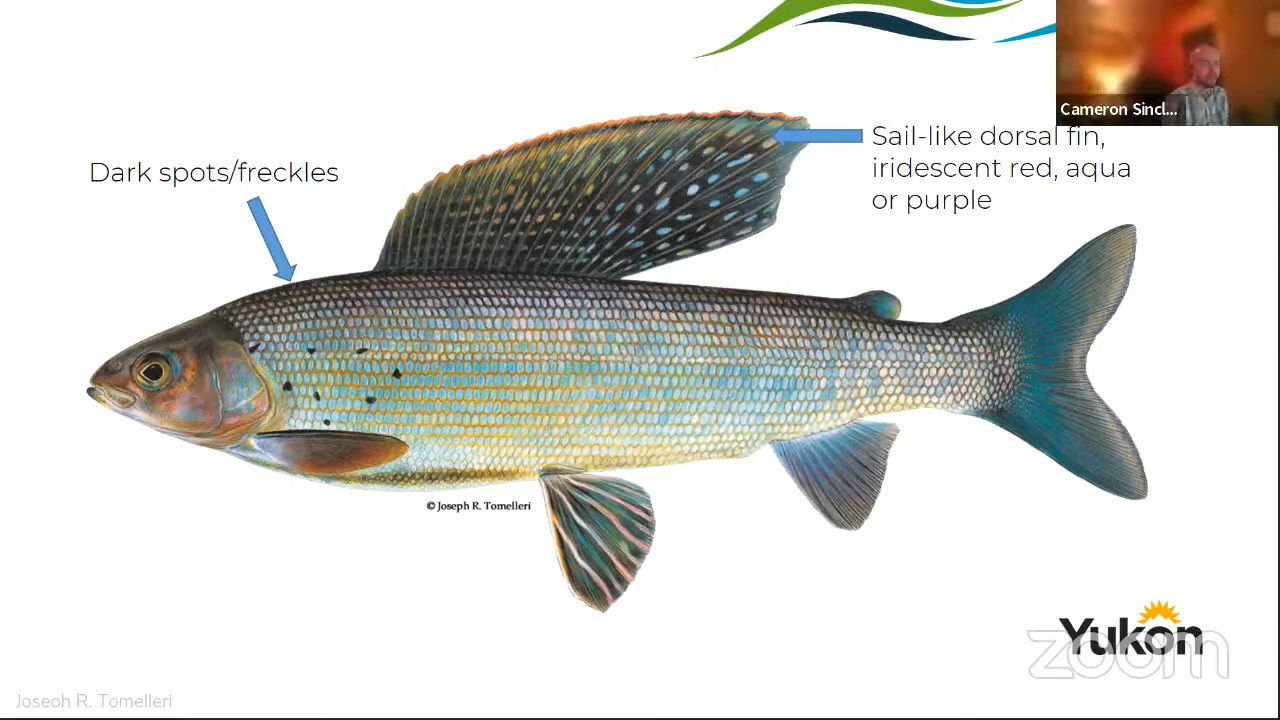 Cameron Sincl...
Dark spots/freckles
Sail-like dorsal fin,
iridescent red, aqua
or purple
© Joseph R. Tomelleri
Yukon
zoom
Joseoh R. Tomelleri